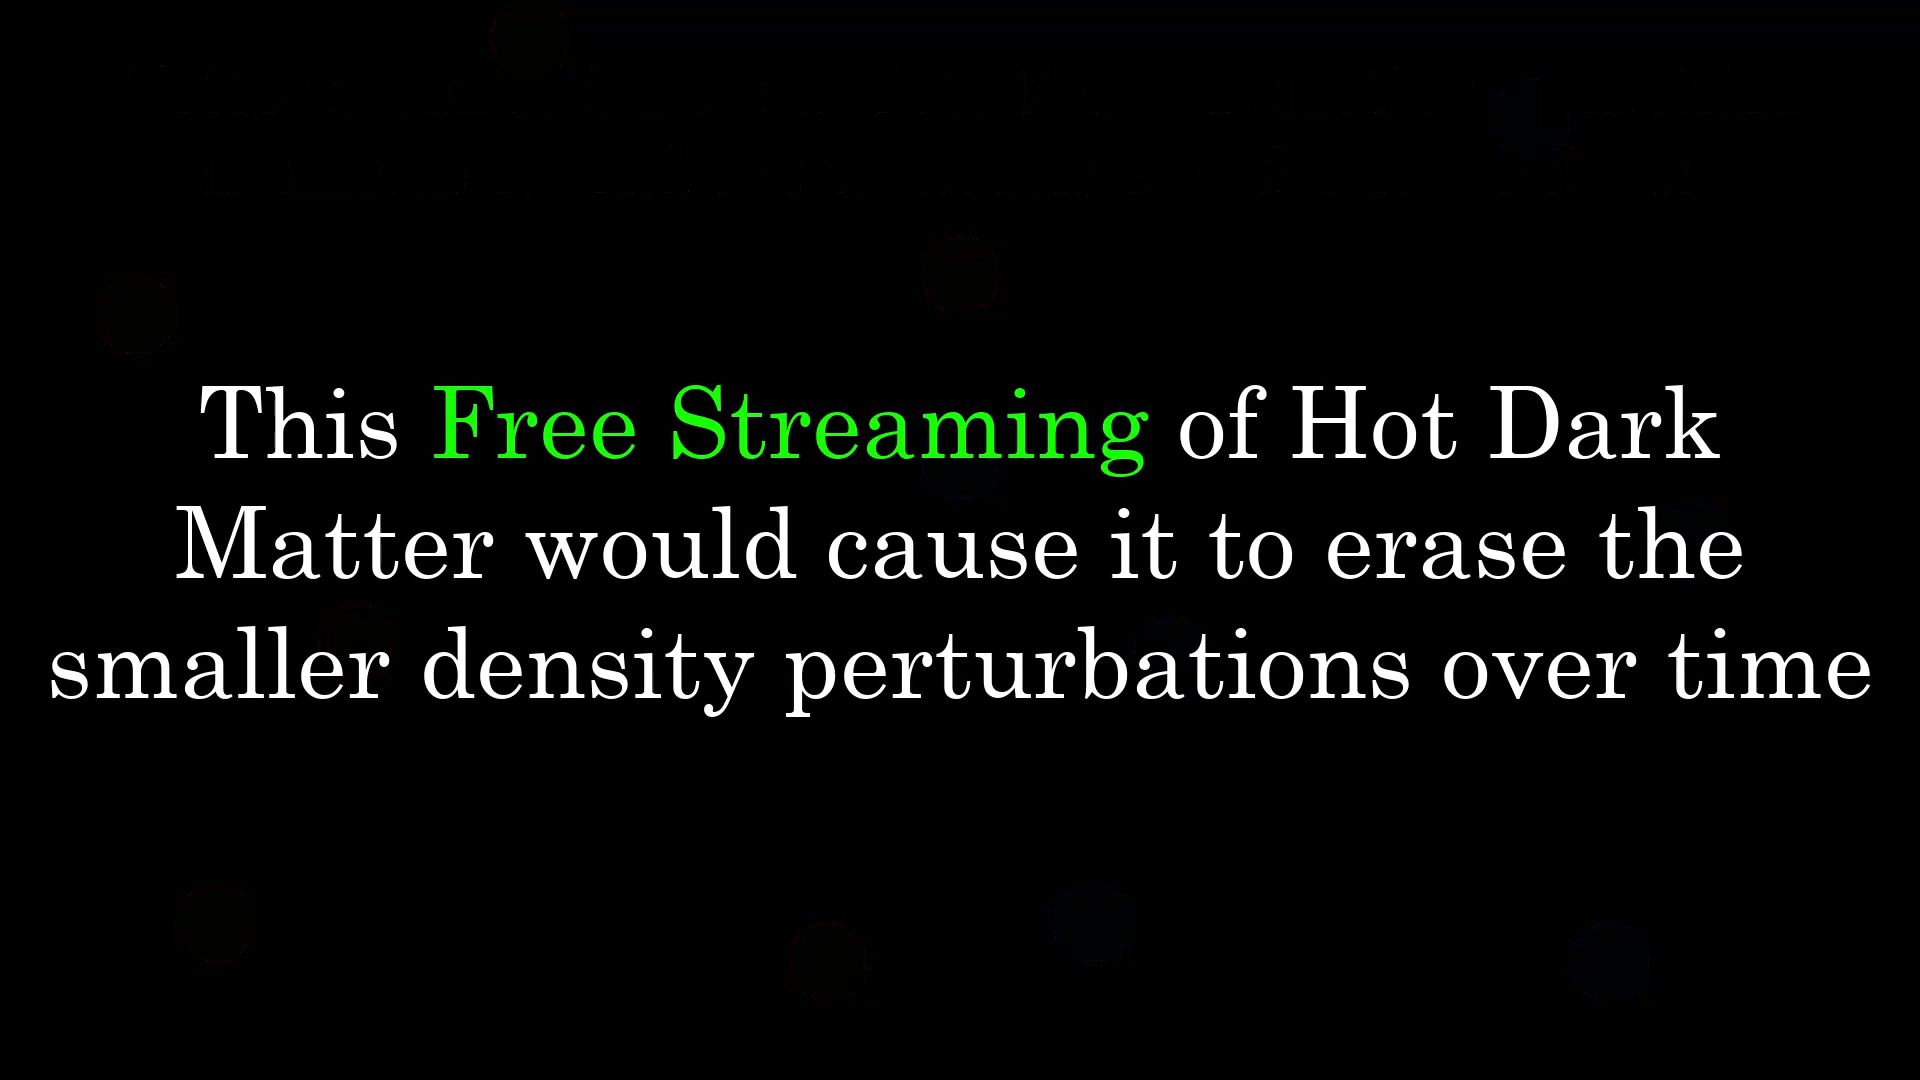 This Free Streaming of Hot Dark
Matter would cause it to erase the
smaller density perturbations over time